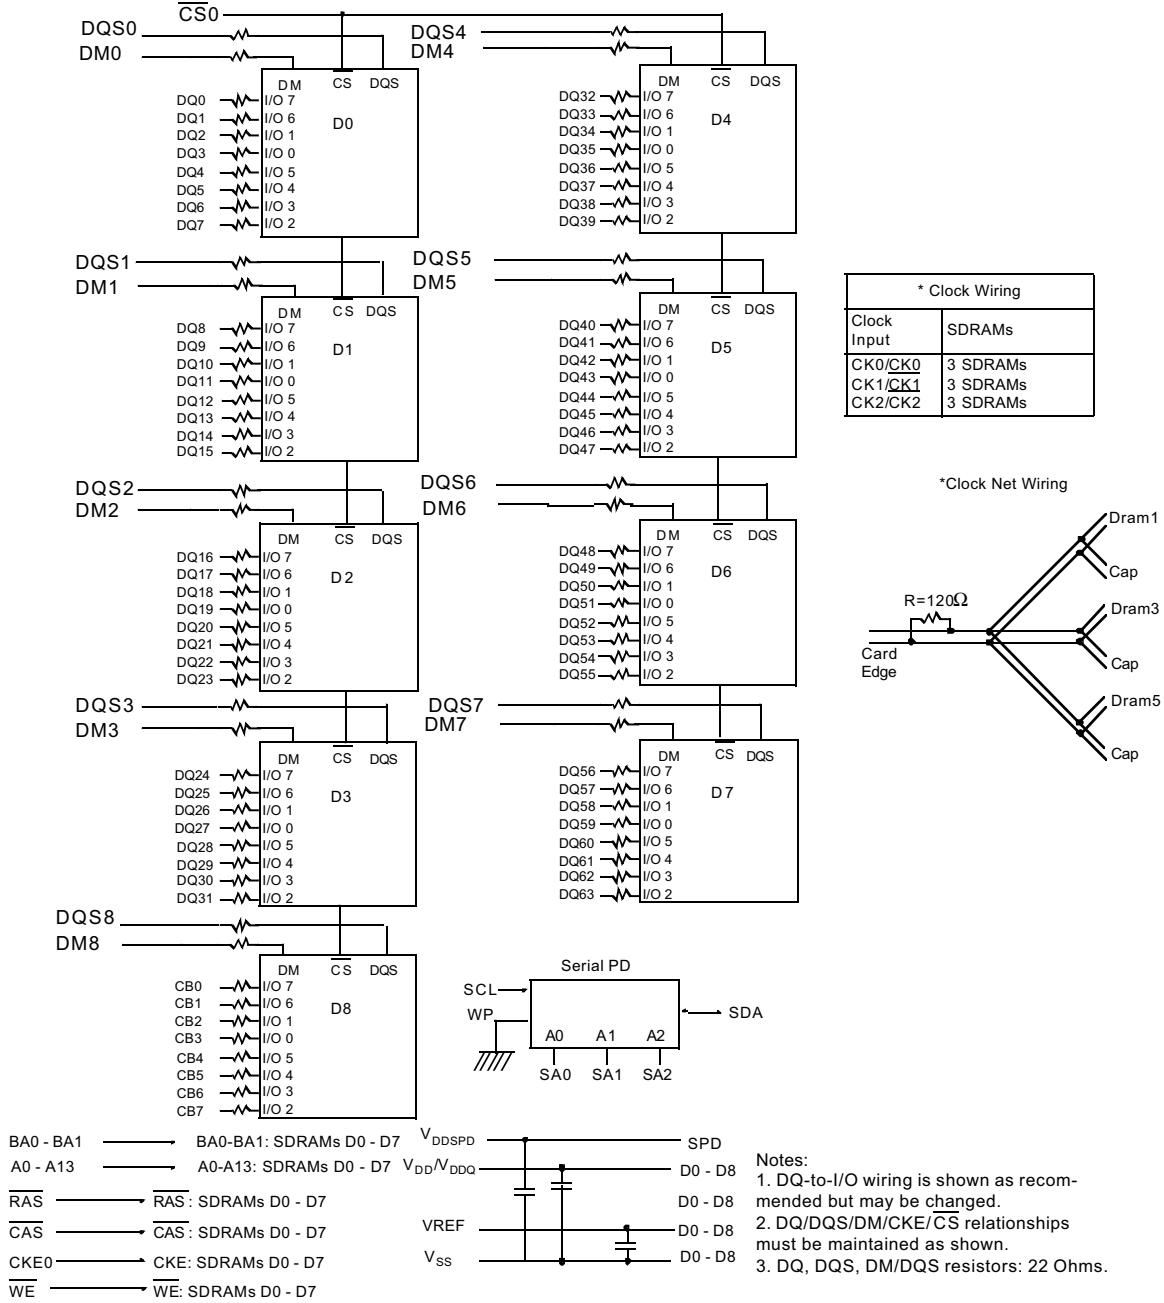 CS0
DQS0
DM0
DM CS DQS
D0
DQ0 I/O 7
DQ1 I/O 6
DQ2 I/O 1
DQ3 I/O 0
DQ4 I/O 5
DQ5 I/O 4
DQ6 I/O 3
DQ7 I/O 2
DQS1
DM1
DM CS DQS
D1
DQ8 I/O 7
DQ9 I/O 6
DQ10 I/O 1
DQ11 I/O 0
DQ12 I/O 5
DQ13 I/O 4
DQ14 I/O 3
DQ15 I/O 2
DQS2
DM2
DM CS DQS
D2
DQ16 I/O 7
DQ17 I/O 6
DQ18 I/O 1
DQ19 I/O 0
DQ20 I/O 5
DQ21 I/O 4
DQ22 I/O 3
DQ23 I/O 2
DQS3
DM3
DM CS DQS
D3
DQ24 I/O 7
DQ25 I/O 6
DQ26 I/O 1
DQ27 I/O 0
DQ28 I/O 5
DQ29 I/O 4
DQ30 I/O 3
DQ31 I/O 2
DQS8
DM8
DM CS DQS
D8
CB0 I/O 7
CB1 I/O 6
CB2 I/O 1
CB3 I/O 0
CB4 I/O 5
CB5 I/O 4
CB6 I/O 3
CB7 I/O 2
DQS4
DM4
DM CS DQS
D4
DQ32 I/O 7
DQ33 I/O 6
DQ34 I/O 1
DQ35 I/O 0
DQ36 I/O 5
DQ37 I/O 4
DQ38 I/O 3
DQ39 I/O 2
DQS5
DM5
DM CS DQS
D5
DQ40 I/O 7
DQ41 I/O 6
DQ42 I/O 1
DQ43 I/O 0
DQ44 I/O 5
DQ45 I/O 4
DQ46 I/O 3
DQ47 I/O 2
DQS6
DM6
DM CS DQS
D6
DQ48 I/O 7
DQ49 I/O 6
DQ50 I/O 1
DQ51 I/O 0
DQ52 I/O 5
DQ53 I/O 4
DQ54 I/O 3
DQ55 I/O 2
DQS7
DM7
DM CS DQS
D7
DQ56 I/O 7
DQ57 I/O 6
DQ58 I/O 1
DQ59 I/O 0
DQ60 I/O 5
DQ61 I/O 4
DQ62 I/O 3
DQ63 I/O 2
* Clock Wiring
Clock Input SDRAMs
CK0/CK0 3 SDRAMs
CK1/CK1 3 SDRAMs
CK2/CK2 3 SDRAMs
*Clock Net Wiring
Dram1
Cap
R=120Ω
Dram3
Card
Edge
Cap
Dram5
Cap
Serial PD
SCL
WP
SDA
A0 A1 A2
SA0 SA1 SA2
BA0 - BA1 BA0-BA1: SDRAMs D0 - D7
A0 - A13 A0-A13: SDRAMs D0 - D7
RAS RAS: SDRAMs D0 - D7
CAS CAS: SDRAMs D0 - D7
CKE0 CKE: SDRAMs D0 - D7
WE WE: SDRAMs D0 - D7
VDDSPD SPD
VDD/VDDQ D0 - D8
D0 - D8
VREF D0 - D8
VSS D0 - D8
Notes:
1. DQ-to-I/O wiring is shown as recom-
mended but may be changed.
2. DQ/DQS/DM/CKE/CS relationships
must be maintained as shown.
3. DQ, DQS, DM/DQS resistors: 22 Ohms.